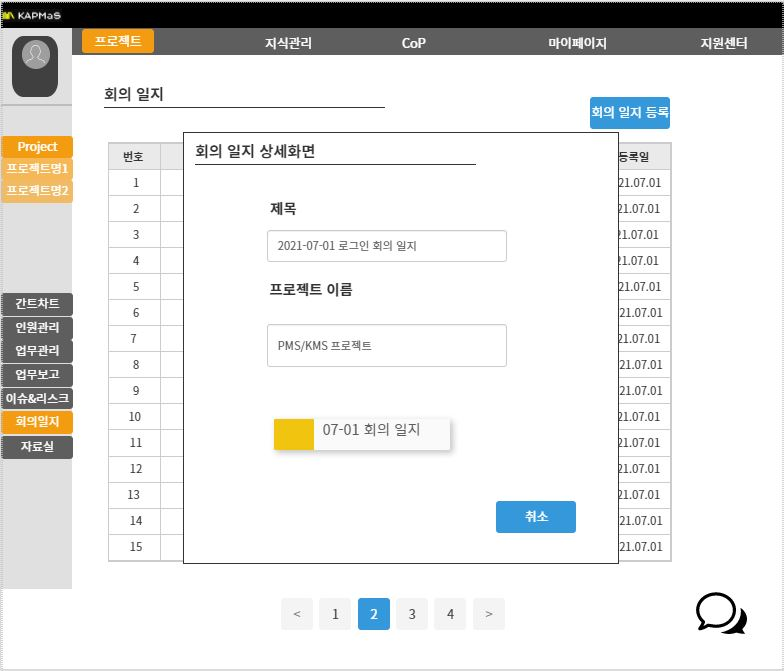 KAPMaS
프로젝트
지식관리
CoP
마이페이지
지원센터
Project
프로젝트명1
프로젝트명2
간트차트
인원관리
업무관리
업무보고
이슈&리스크
회의일지
자료실
회의 일지
회의 일지 등록
번호
등록일
1
21.07.01
2
21.07.01
3
21.07.01
4
21.07.01
5
21.07.01
6
21.07.01
7
21.07.01
8
21.07.01
9
21.07.01
10
21.07.01
11
21.07.01
12
21.07.01
13
21.07.01
14
21.07.01
15
21.07.01
회의 일지 상세화면
제목
2021-07-01 로그인 회의 일지
프로젝트 이름
PMS/KMS 프로젝트
07-01 회의 일지
취소
< 1 2 3 4 >